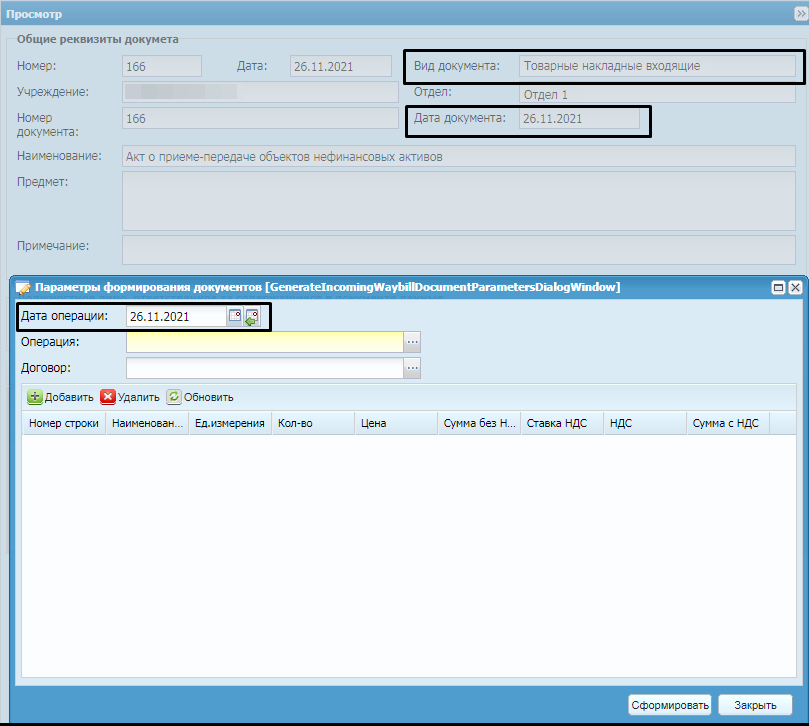 Просмотр
Общие реквизиты докумета
Номер: 166 Дата: 26.11.2021 Вид документа: Товарные накладные входящие
Учреждение: Отдел: Отдел 1
Номер документа: 166 Дата документа: 26.11.2021
Наименование: Акт о приеме-передаче объектов нефинансовых активов
Предмет:
Примечание:
Параметры формирования документов [GenerateIncomingWaybillDocumentParametersDialogWindow]
Дата операции: 26.11.2021
Операция:
Договор:
Добавить Удалить Обновить
Номер строки Наименован... Ед.измерения Кол-во Цена Сумма без Н... Ставка НДС НДС Сумма с НДС
Сформировать Закрыть